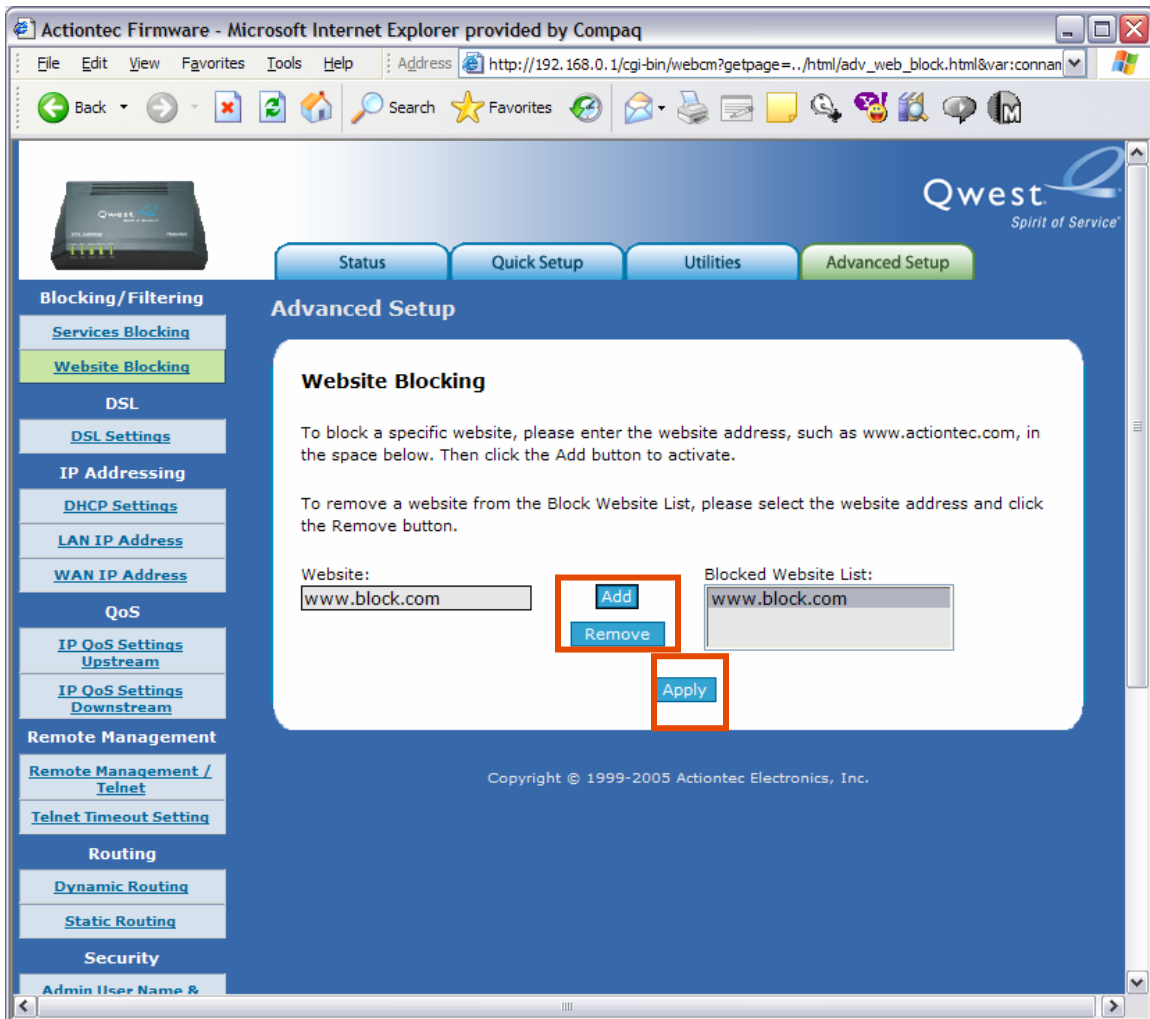 Actiontec Firmware - Microsoft Internet Explorer provided by Compaq
File Edit View Favorites Tools Help Address http://192.168.0.1/cgi-bin/webcm?getpage=../html/adv_web_block.html&var:connan
Back Search Favorites
Qwest
Qwest
Spirit of Service
Status Quick Setup Utilities Advanced Setup
Blocking/Filtering
Services Blocking
Website Blocking
DSL
DSL Settings
IP Addressing
DHCP Settings
LAN IP Address
WAN IP Address
QoS
IP QoS Settings
Upstream
IP QoS Settings
Downstream
Remote Management
Remote Management /
Telnet
Telnet Timeout Setting
Routing
Dynamic Routing
Static Routing
Security
Admin User Name &
Advanced Setup
Website Blocking
To block a specific website, please enter the website address, such as www.actiontec.com, in
the space below. Then click the Add button to activate.
To remove a website from the Block Website List, please select the website address and click
the Remove button.
Website:
www.block.com
Add
Remove
Blocked Website List:
www.block.com
Apply
Copyright © 1999-2005 Actiontec Electronics, Inc.